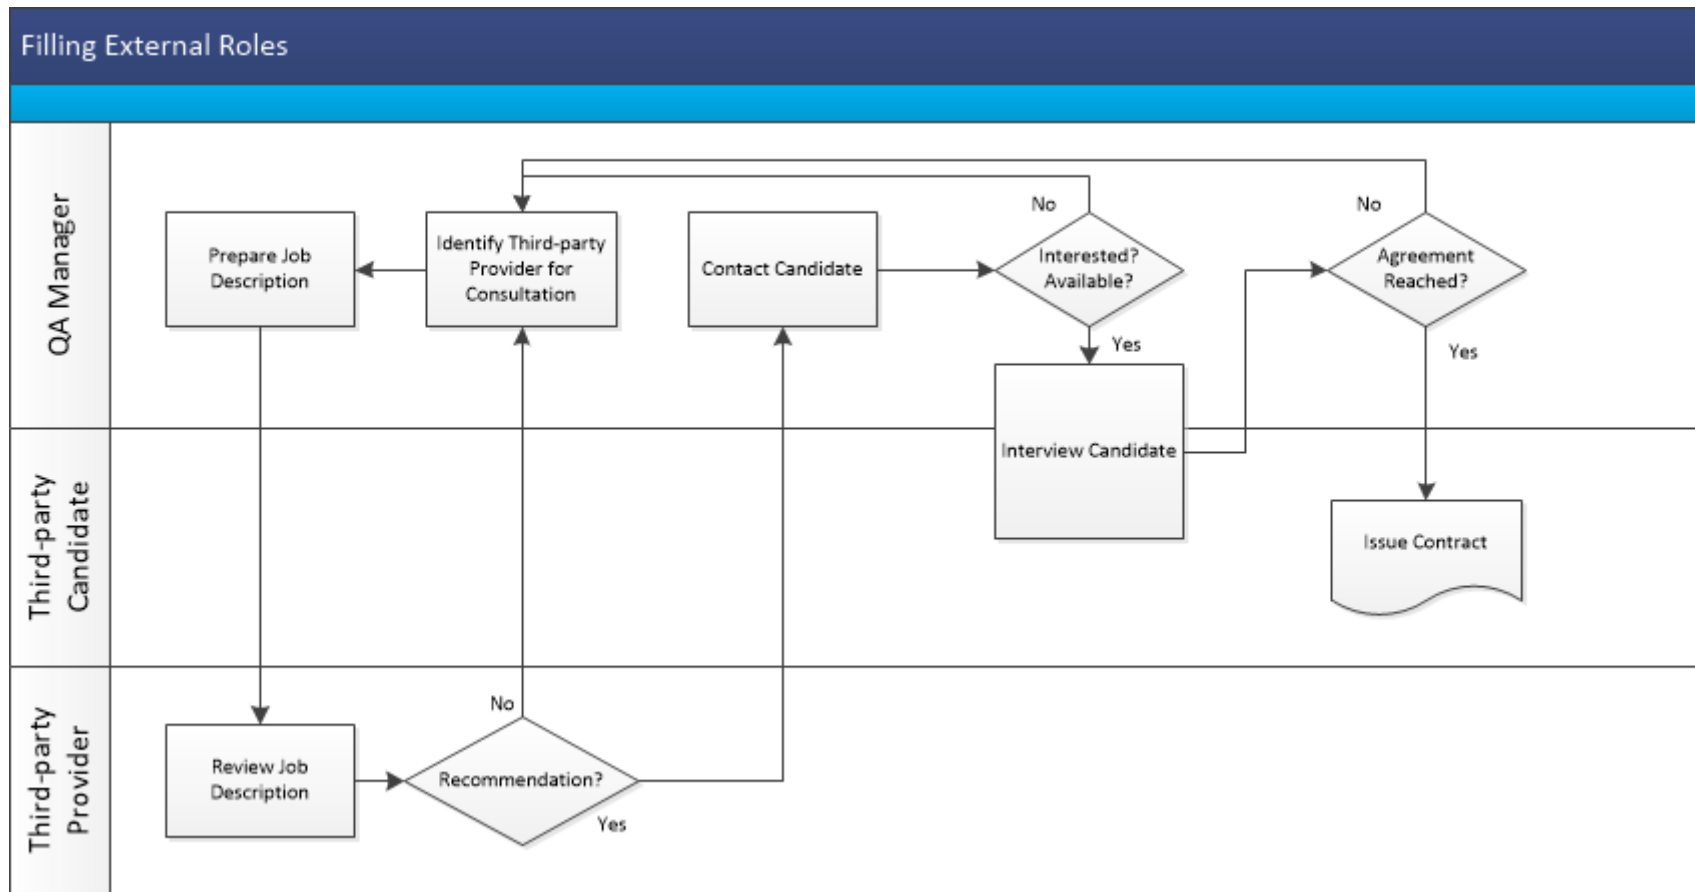 Filling External Roles
QA Manager
Prepare Job
Description
Identify Third-party
Provider for
Consultation
Contact Candidate
No
Interested?
Available?
Yes
No
Agreement
Reached?
Yes
Third-party
Candidate
Interview Candidate
Issue Contract
Third-party
Provider
Review Job
Description
No
Recommendation?
Yes